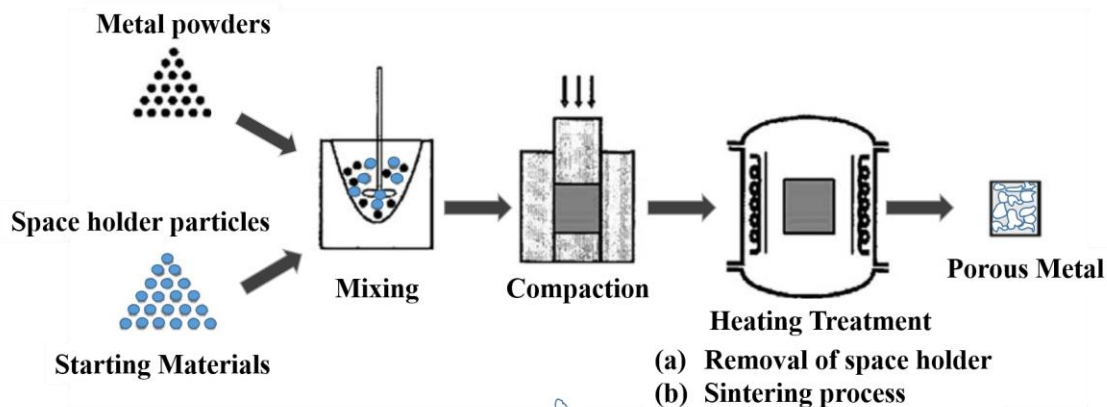 Metal powders
Space holder particles
Starting Materials
Mixing
Compaction
Heating Treatment
(a) Removal of space holder
(b) Sintering process
Porous Metal